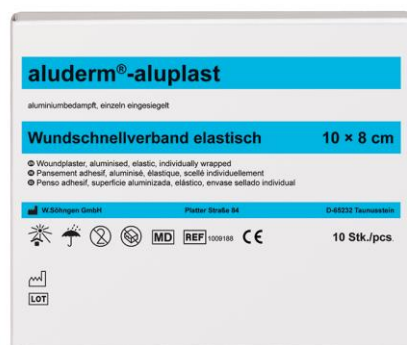 aluderm®-aluplast
aluminiumbedampft, einzeln eingesiegelt
Wundschnellverband elastisch 10 × 8 cm
Woundplaster, aluminised, elastic, individually wrapped
Pansement adhesif, aluminisé, élastique, scellé individuellement
Penso adhesif, superficie aluminizada, elástico, envase sellado individual
W.Söhngen GmbH Platter Straße 84 D-65232 Taunusstein
MD REF 1009188 CE 10 Stk./pcs.
LOT